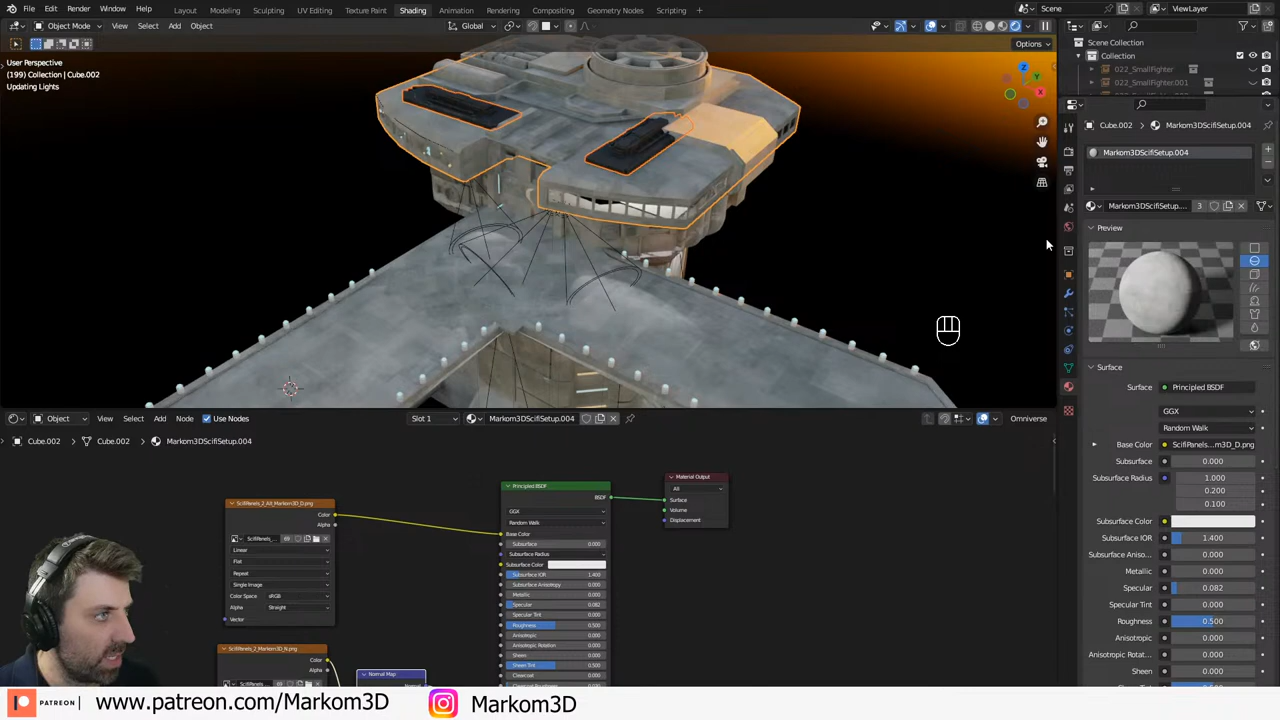 File Edit Render Window Help
Layout Modeling Sculpting UV Editing Texture Paint Shading Animation Rendering Compositing Geometry Nodes Scripting
Scene
ViewLayer
Object Mode View Select Add Object
Global
Options
User Perspective
(199) Collection | Cube.002
Updating Lights
Z
Y
X
Scene Collection
Collection
022_SmallFighter
022_SmallFighter.001
Cube.002 Markom3DScifiSetup.004
Markom3DScifiSetup.004
Markom3DScifiSetup.004 3
Preview
Surface
Surface Principled BSDF
GGX
Random Walk
Base Color ScifiPanels...m3D_D.png
Subsurface 0.000
Subsurface Radius 1.000
0.200
0.100
Subsurface Color
Subsurface IOR 1.400
Subsurface Aniso... 0.000
Metallic 0.000
Specular 0.082
Specular Tint 0.000
Roughness 0.500
Anisotropic 0.000
Anisotropic Rotat... 0.000
Sheen 0.000
Object View Select Add Node Use Nodes
Slot 1
Markom3DScifiSetup.004
Omniverse
Cube.002 Cube.002 Markom3DScifiSetup.004
ScifiPanels_2_Alt_Markom3D_D.png
Color
Alpha
ScifiPanels_...
Linear
Flat
Repeat
Single Image
Color Space sRGB
Alpha Straight
Vector
ScifiPanels_2_Markom3D_N.png
Color
Alpha
ScifiPanels
Normal Map
Normal
Principled BSDF
BSDF
GGX
Random Walk
Base Color
Subsurface 0.000
Subsurface Radius
Subsurface Color
Subsurface IOR 1.400
Subsurface Anisotropy 0.000
Metallic 0.000
Specular 0.082
Specular Tint 0.000
Roughness 0.500
Anisotropic 0.000
Anisotropic Rotation 0.000
Sheen 0.000
Sheen Tint 0.500
Clearcoat 0.000
Material Output
All
Surface
Volume
Displacement
PATREON www.patreon.com/Markom3D Markom3D